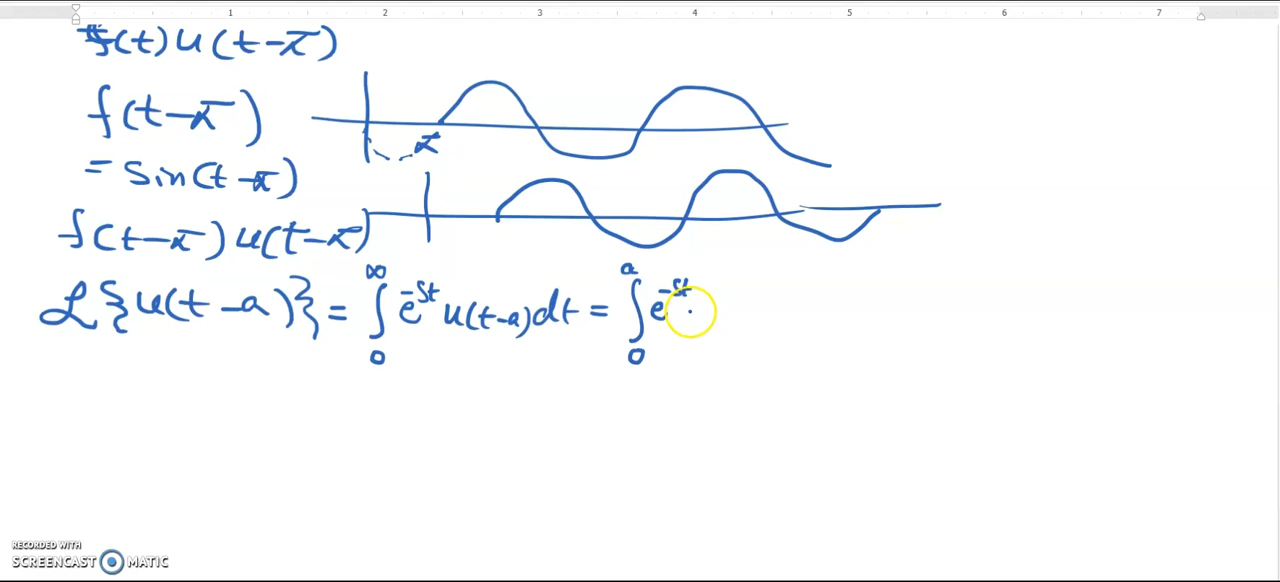 1 2 3 4 5 6 7
f(t) u(t-π)
f(t-π)
π
= Sin(t-π)
f(t-π) u(t-π)
ℒ{u(t-a)} = ∫₀^∞ e^-St u(t-a) dt = ∫₀^a e^-St .
RECORDED WITH
SCREENCAST MATIC